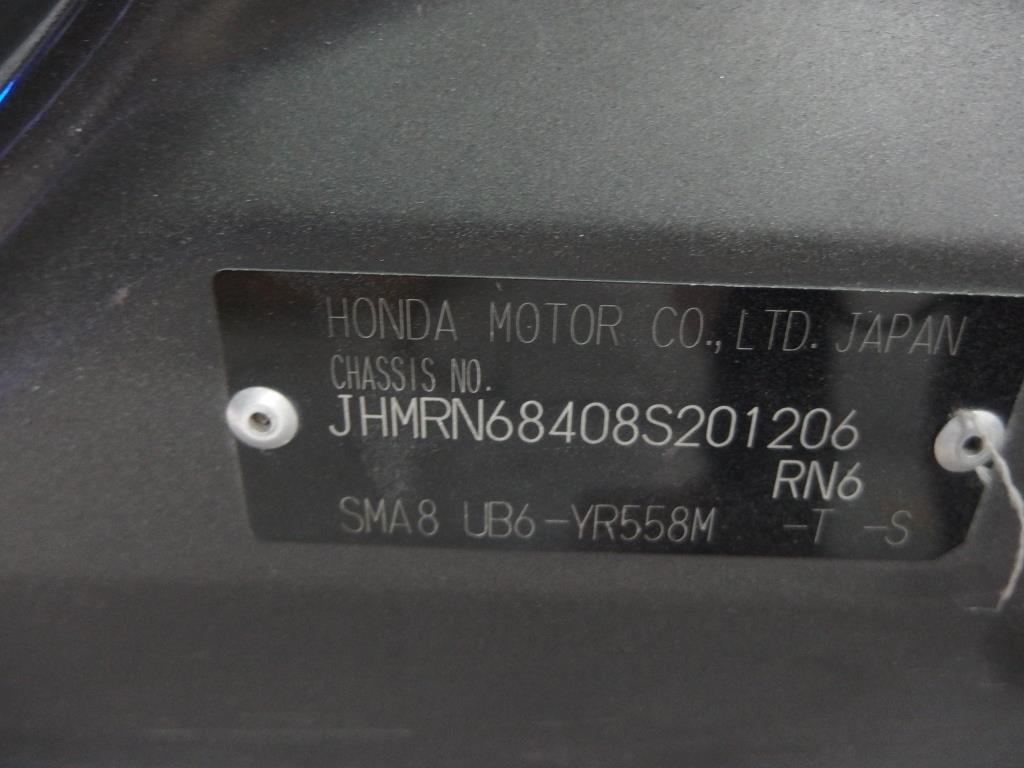 HONDA MOTOR CO., LTD. JAPAN
CHASSIS NO.
JHMRN68408S201206
RN6
SMA8 UB6-YR558M -T -S